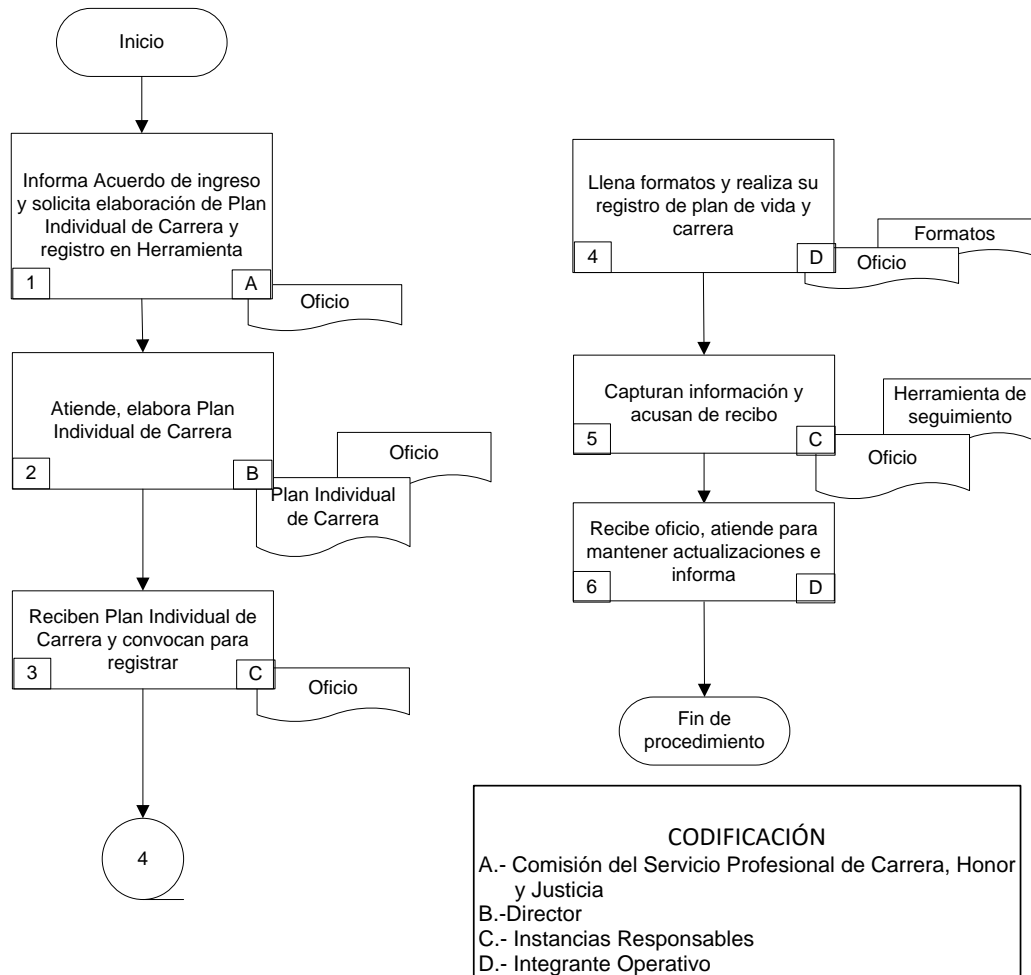 Inicio
Informa Acuerdo de ingreso
y solicita elaboración de Plan
Individual de Carrera y
registro en Herramienta
1
A
Oficio
Atiende, elabora Plan
Individual de Carrera
2
B
Oficio
Plan Individual
de Carrera
Reciben Plan Individual de
Carrera y convocan para
registrar
3
C
Oficio
4
Llena formatos y realiza su
registro de plan de vida y
carrera
4
D
Formatos
Oficio
Capturan información y
acusan de recibo
5
C
Herramienta de
seguimiento
Oficio
Recibe oficio, atiende para
mantener actualizaciones e
informa
6
D
Fin de
procedimiento
CODIFICACIÓN
A.- Comisión del Servicio Profesional de Carrera, Honor
y Justicia
B.-Director
C.- Instancias Responsables
D.- Integrante Operativo